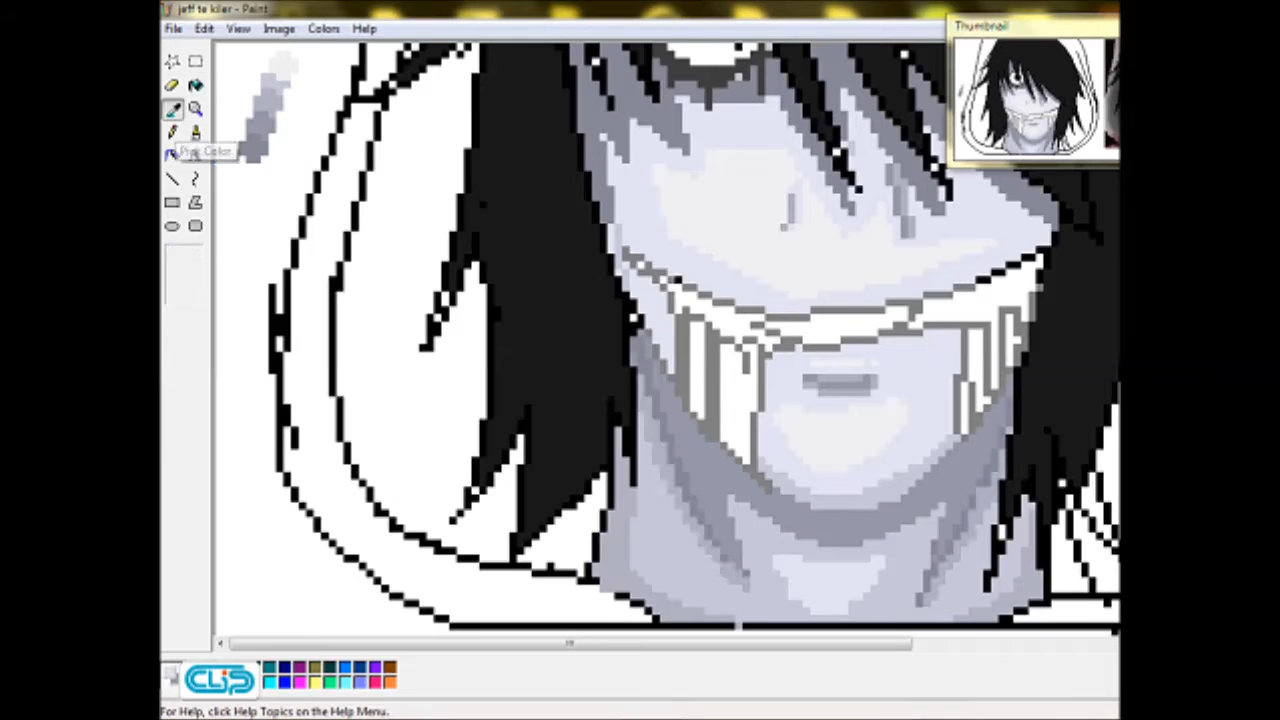 jeff te kiler - Paint
File Edit View Image Colors Help
Thumbnail
Pick Color
CLiP
For Help, click Help Topics on the Help Menu.